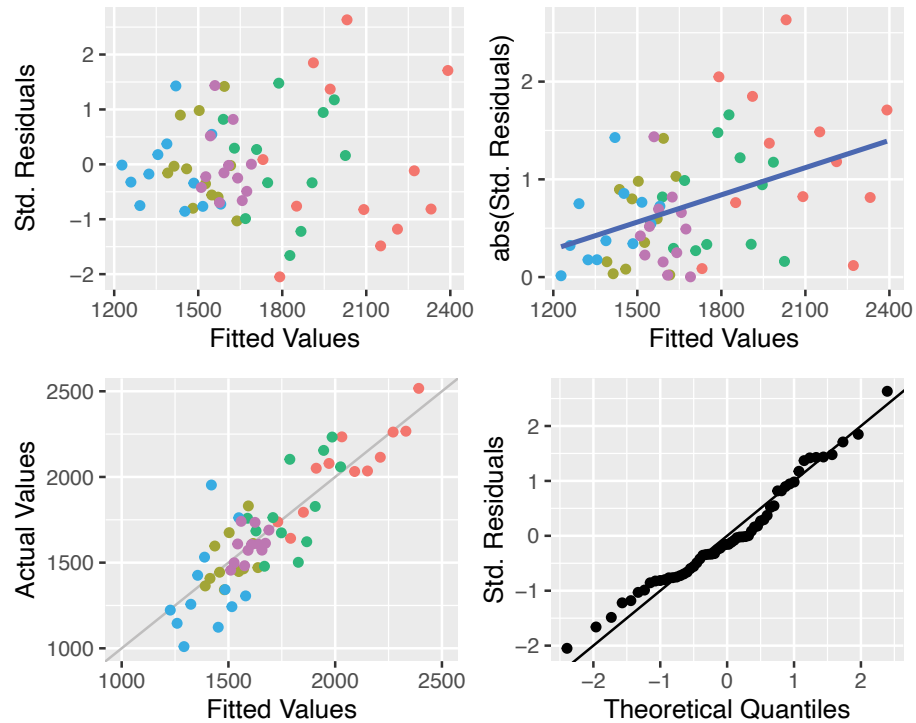 2
1
0
−1
−2
1200 1500 1800 2100 2400
Fitted Values
Std. Residuals
2
1
0
1200 1500 1800 2100 2400
Fitted Values
abs(Std. Residuals)
2500
2000
1500
1000
1000 1500 2000 2500
Fitted Values
Actual Values
2
1
0
−1
−2
−2 −1 0 1 2
Theoretical Quantiles
Std. Residuals